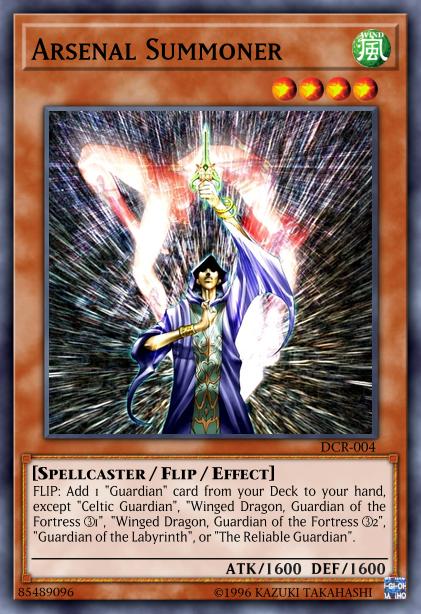 ARSENAL SUMMONER
WIND
風
DCR-004
[SPELLCASTER / FLIP / EFFECT]
FLIP: Add 1 "Guardian" card from your Deck to your hand,
except "Celtic Guardian", "Winged Dragon, Guardian of the
Fortress ③1", "Winged Dragon, Guardian of the Fortress ③2",
"Guardian of the Labyrinth", or "The Reliable Guardian".
ATK/1600 DEF/1600
85489096
©1996 KAZUKI TAKAHASHI